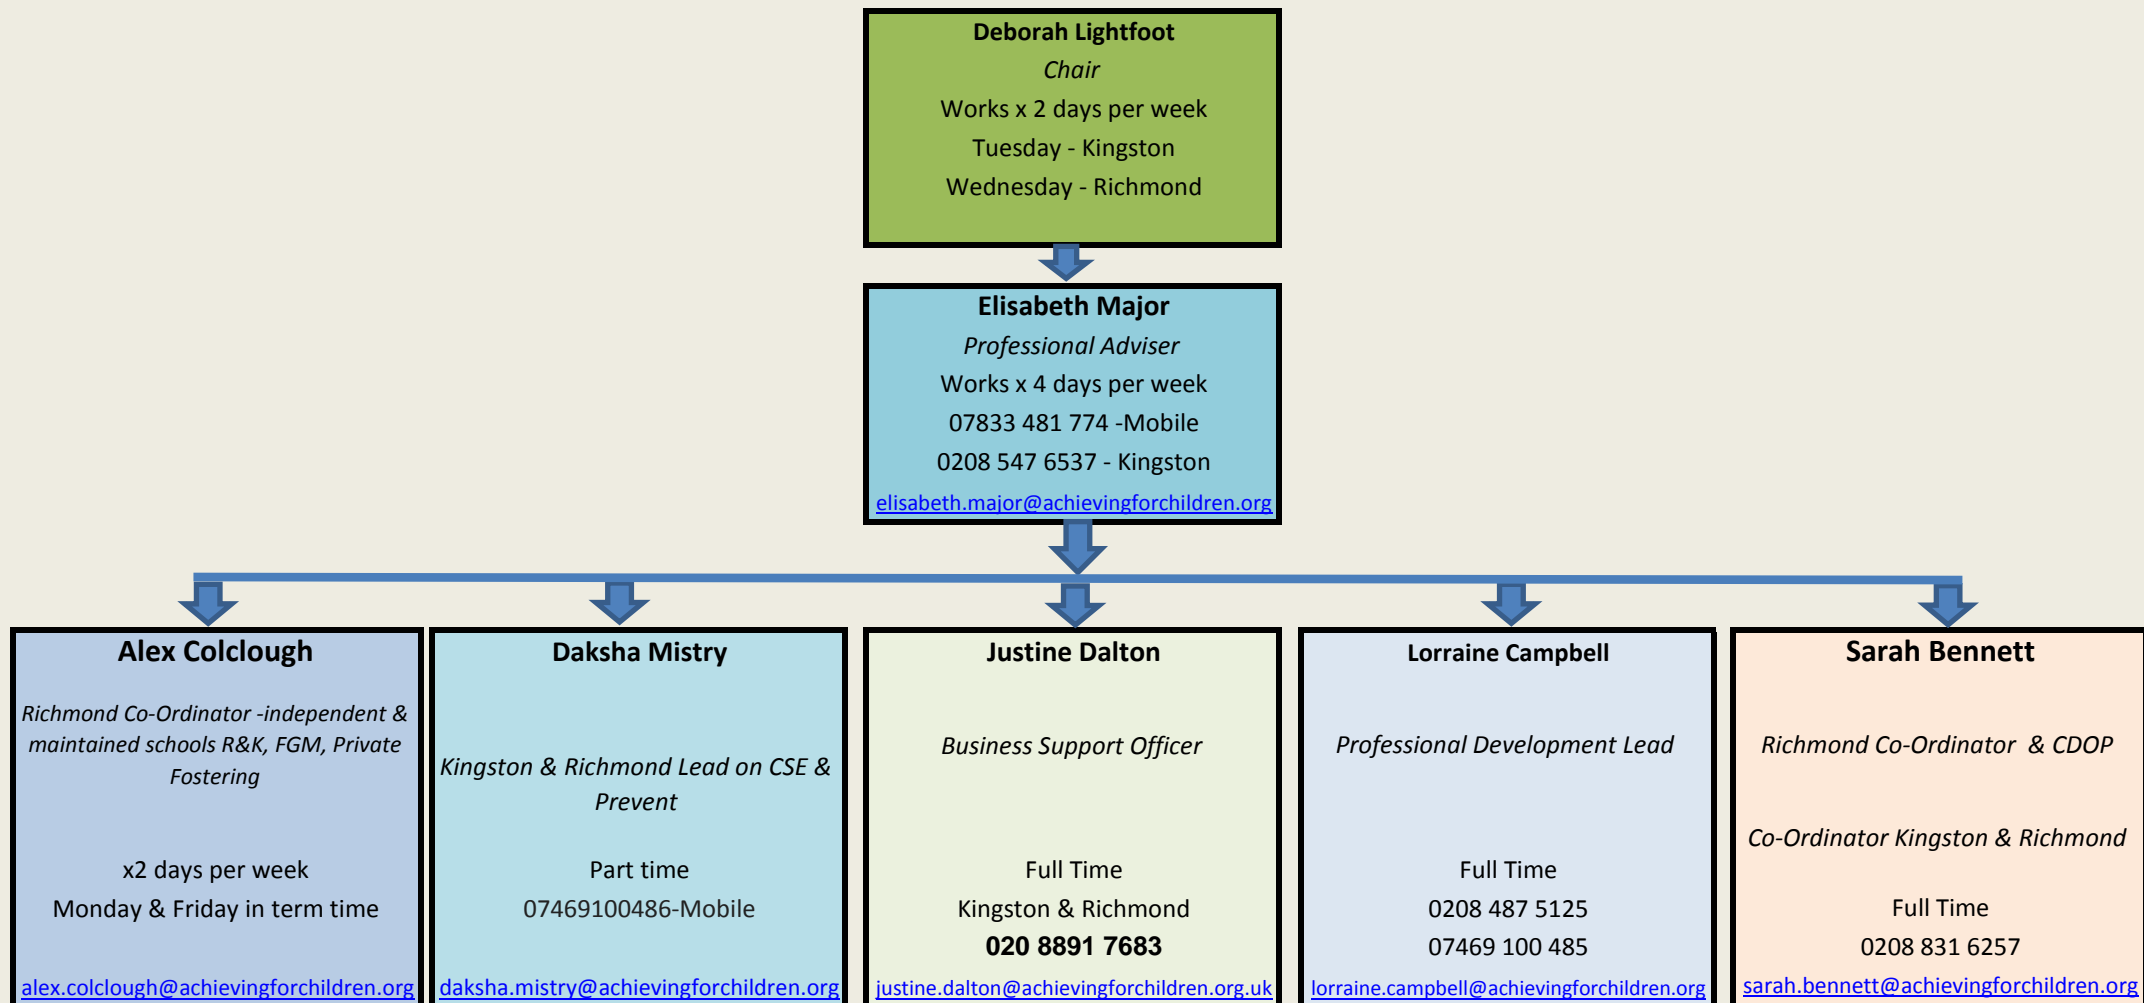 Deborah Lightfoot
Chair
Works x 2 days per week
Tuesday - Kingston
Wednesday - Richmond
Elisabeth Major
Professional Adviser
Works x 4 days per week
07833 481 774 -Mobile
0208 547 6537 - Kingston
elisabeth.major@achievingforchildren.org
Alex Colclough
Richmond Co-Ordinator -independent &
maintained schools R&K, FGM, Private
Fostering
x2 days per week
Monday & Friday in term time
alex.colclough@achievingforchildren.org
Daksha Mistry
Kingston & Richmond Lead on CSE &
Prevent
Part time
07469100486-Mobile
daksha.mistry@achievingforchildren.org
Justine Dalton
Business Support Officer
Full Time
Kingston & Richmond
020 8891 7683
justine.dalton@achievingforchildren.org.uk
Lorraine Campbell
Professional Development Lead
Full Time
0208 487 5125
07469 100 485
lorraine.campbell@achievingforchildren.org
Sarah Bennett
Richmond Co-Ordinator  & CDOP
Co-Ordinator Kingston & Richmond
Full Time
0208 831 6257
sarah.bennett@achievingforchildren.org